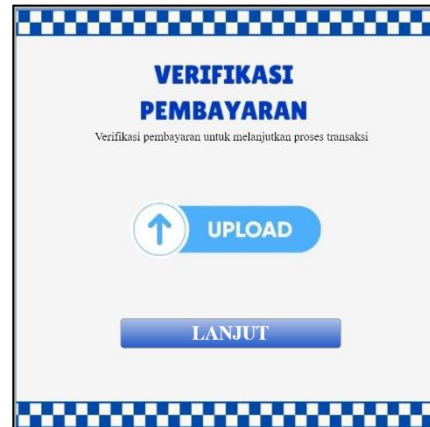 VERIFIKASI
PEMBAYARAN
Verifikasi pembayaran untuk melanjutkan proses transaksi
UPLOAD
LANJUT